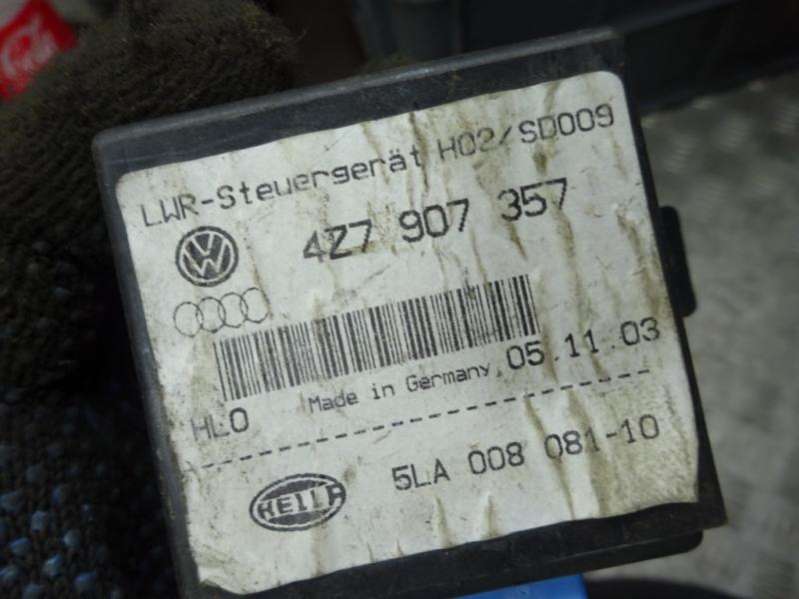 LWR-Steuergerät H02/SD009
4Z7 907 357
HLO Made in Germany, 05.11.03
HELLA 5LA 008 081-10